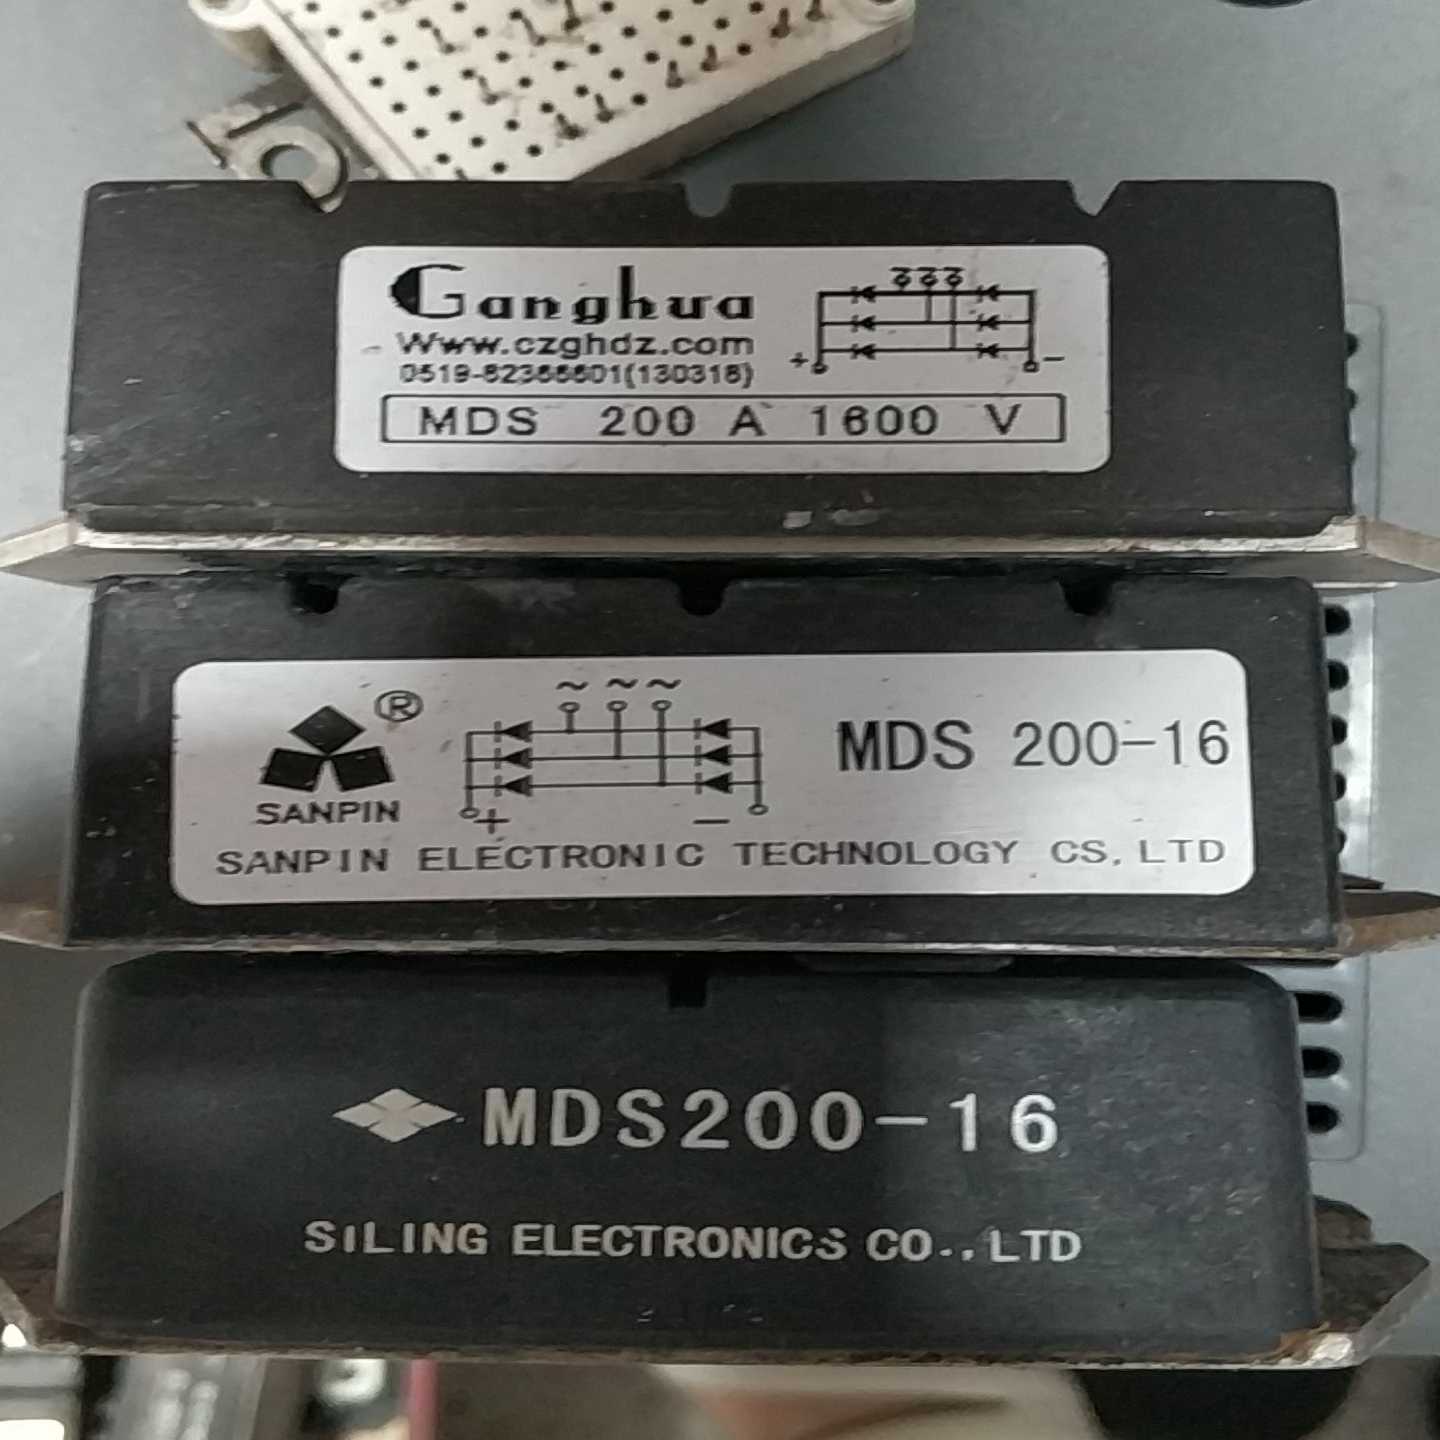 Ganghua
Www.czghdz.com
0519-82366601(130318)
MDS 200 A 1600 V
+ -
~ ~ ~
®
SANPIN
+ -
MDS 200-16
SANPIN ELECTRONIC TECHNOLOGY CS,LTD
MDS200-16
SILING ELECTRONICS CO.,LTD